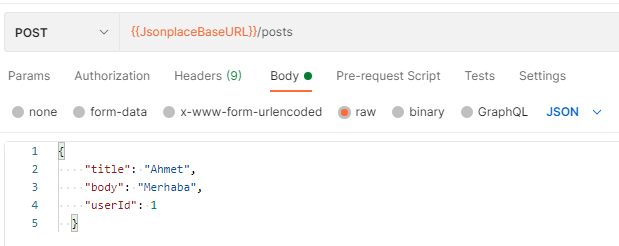 POST {{JsonplaceBaseURL}}/posts
Params Authorization Headers (9) Body Pre-request Script Tests Settings
none form-data x-www-form-urlencoded raw binary GraphQL JSON
1 {
2 "title": "Ahmet",
3 "body": "Merhaba",
4 "userId": 1
5 }